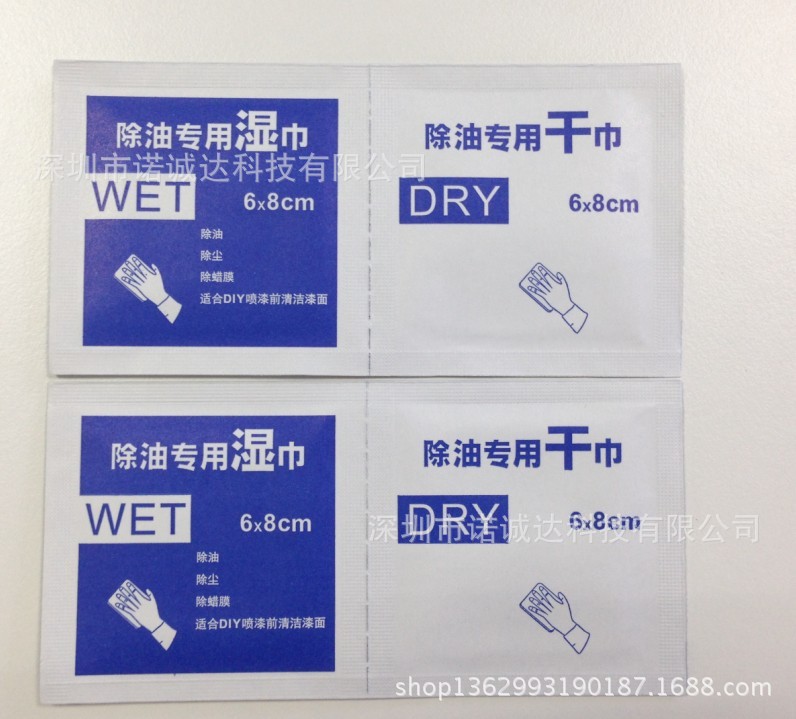 除油专用湿巾
除油专用干巾
深圳市诺诚达科技有限公司
WET
6x8cm
DRY
6x8cm
除油
除尘
除蜡膜
适合DIY喷漆前清洁漆面
除油专用湿巾
除油专用干巾
WET
6x8cm
DRY
6x8cm
深圳市诺诚达科技有限公司
除油
除尘
除蜡膜
适合DIY喷漆前清洁漆面
shop1362993190187.1688.com